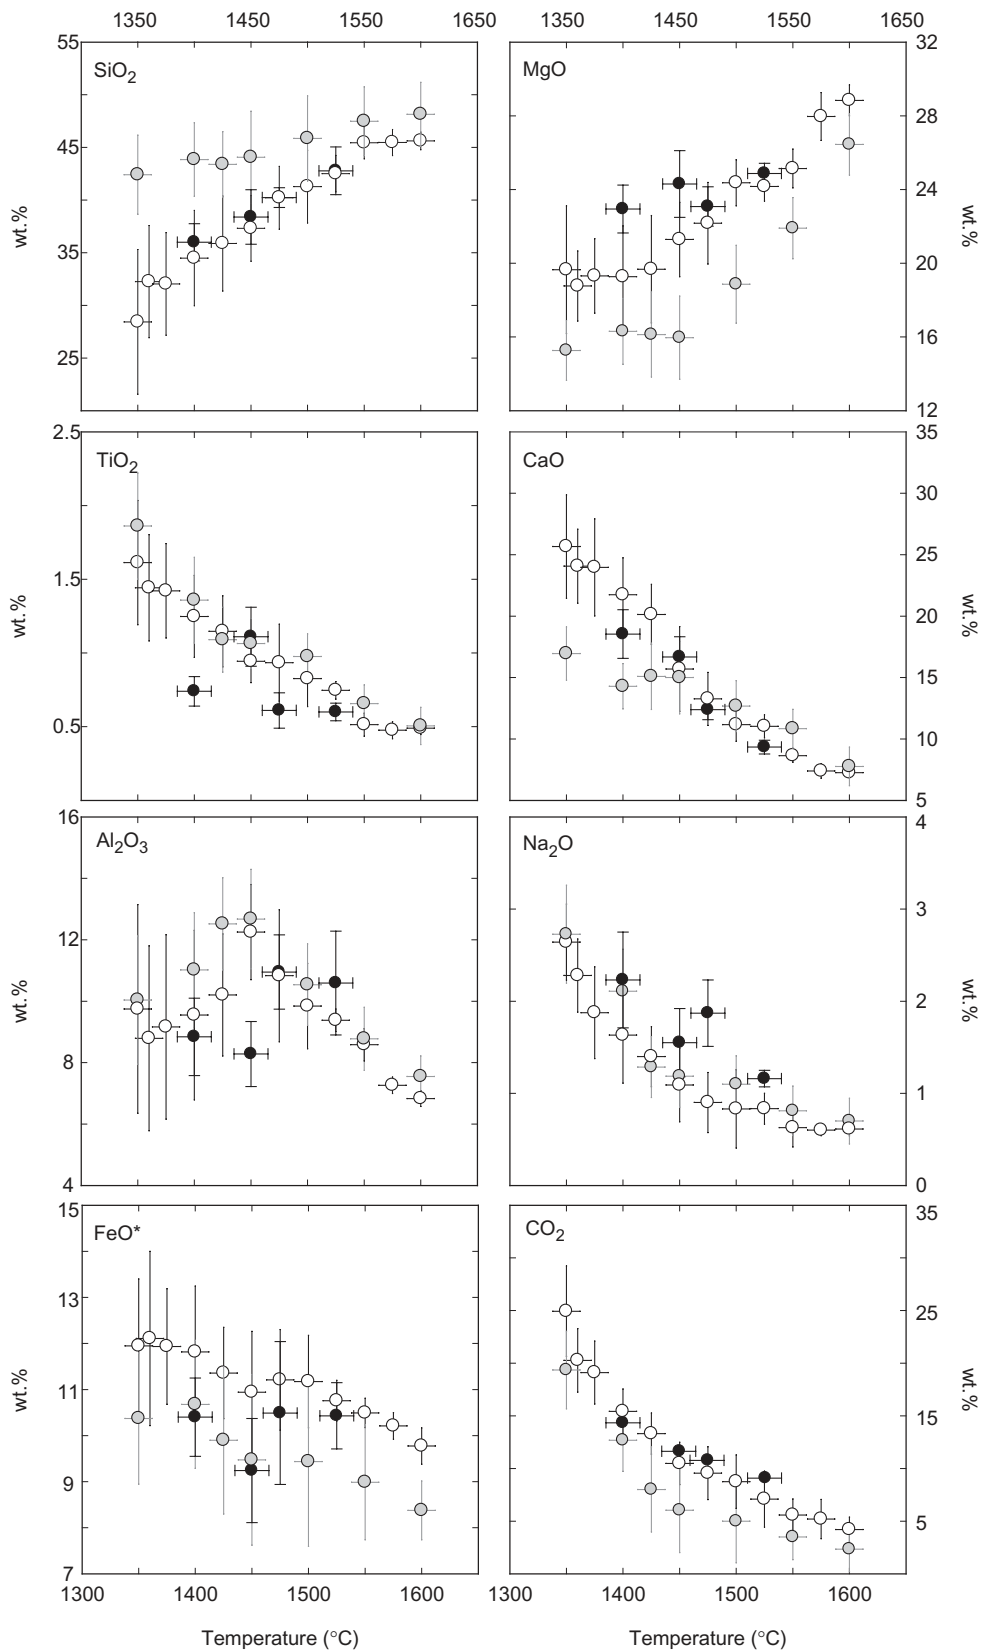 1350 1450 1550 1650 1350 1450 1550 1650
55 SiO2 MgO 32
45 28
wt.% 24 wt.%
35 20
25 16
12
2.5 TiO2 CaO 35
30
25
wt.% 1.5 20 wt.%
15
0.5 10
5
16 Al2O3 Na2O 4
12 3
wt.% 2 wt.%
8 1
4 0
15 FeO* CO2 35
13 25
wt.% 11 15 wt.%
9 5
7
1300 1400 1500 1600 1300 1400 1500 1600
Temperature (°C) Temperature (°C)